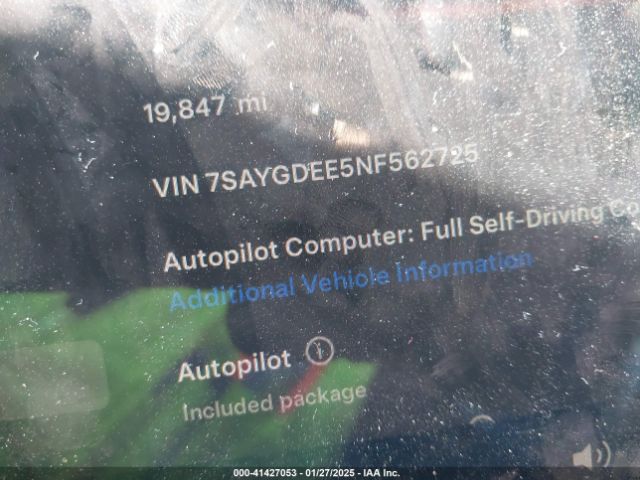 19,847 mi
VIN 7SAYGDEE5NF562725
Autopilot Computer: Full Self-Driving Co
Additional Vehicle Information
Autopilot
Included package
000-41427053 - 01/27/2025 - IAA Inc.